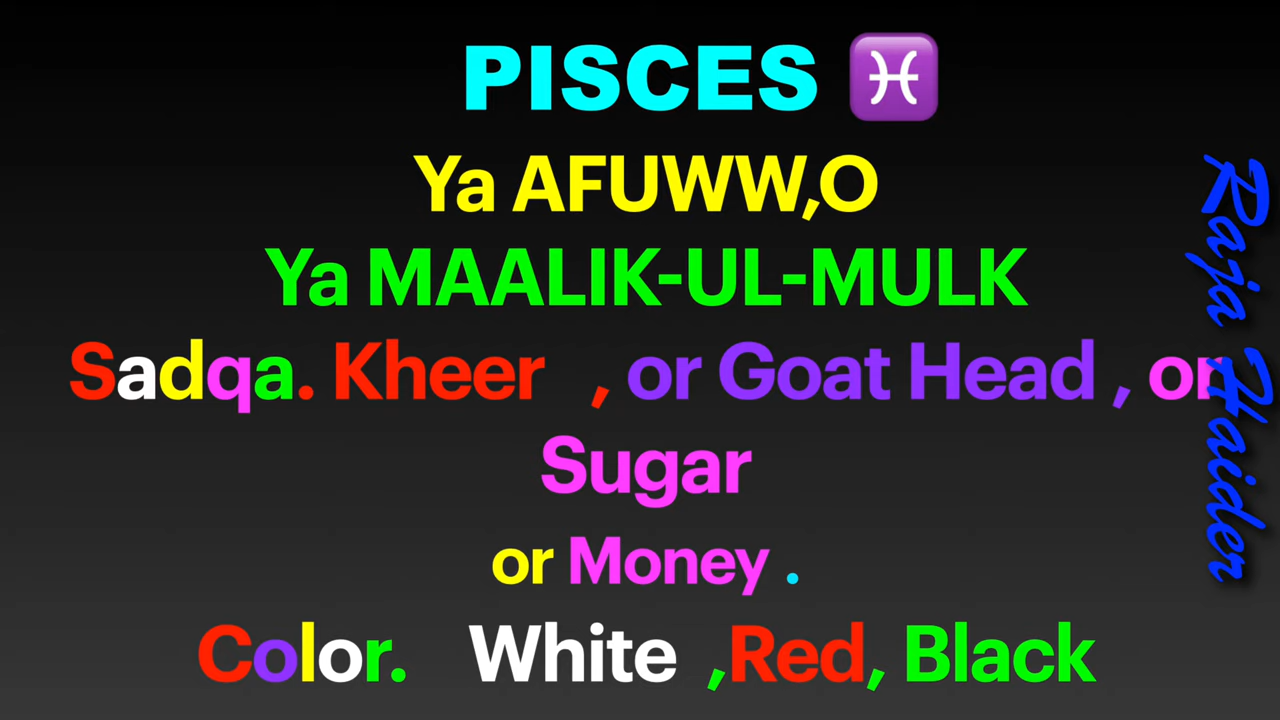 PISCES ♓
Ya AFUWW,O
Ya MAALIK-UL-MULK
Sadqa. Kheer , or Goat Head , or
Sugar
or Money .
Color. White ,Red, Black
Raja Haider